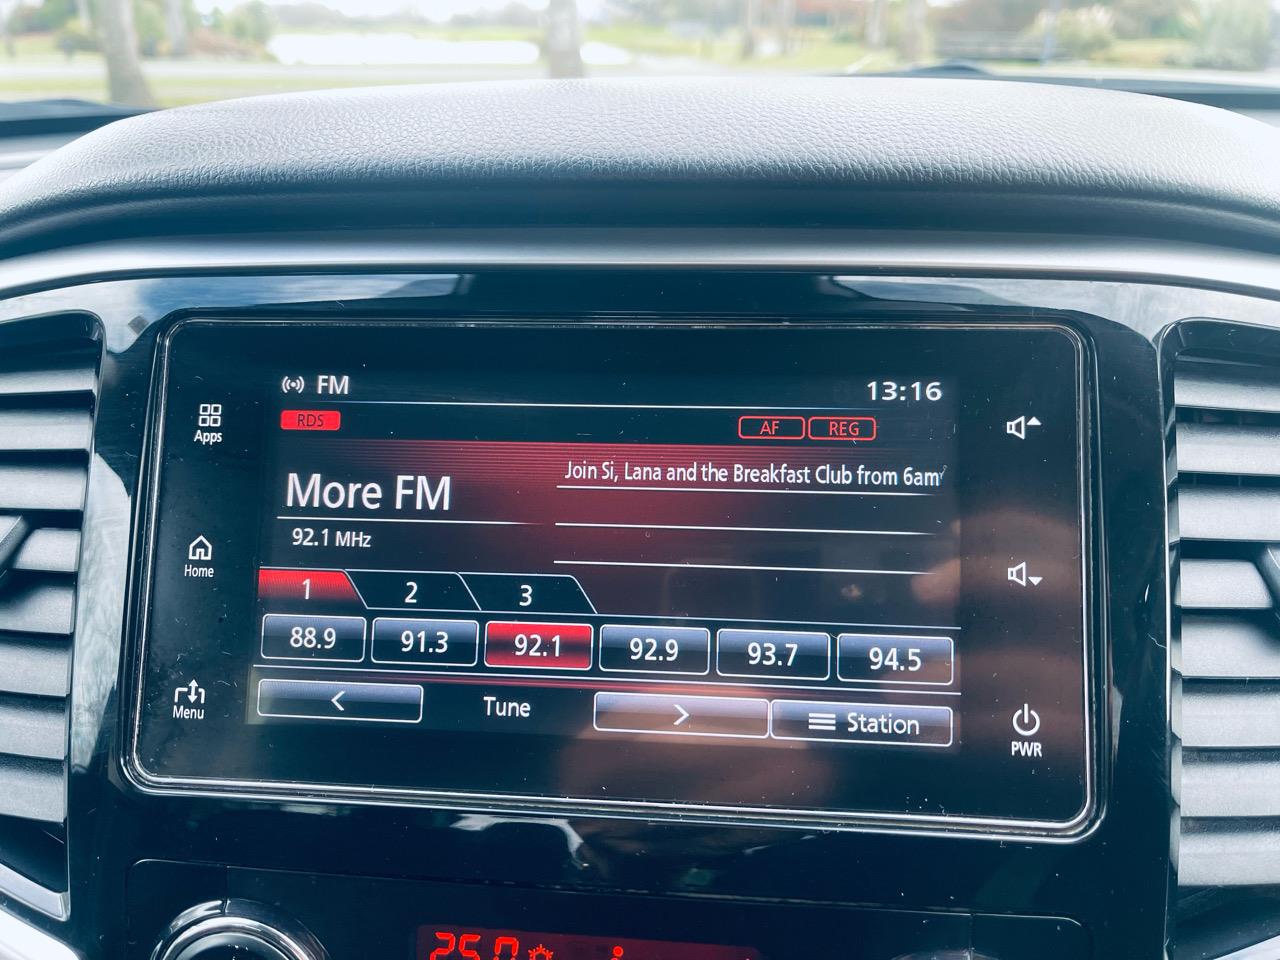 FM
13:16
RDS
AF
REG
Apps
Join Si, Lana and the Breakfast Club from 6am
More FM
92.1 MHz
Home
1
2
3
88.9
91.3
92.1
92.9
93.7
94.5
Menu
<
Tune
>
Station
PWR
25.0